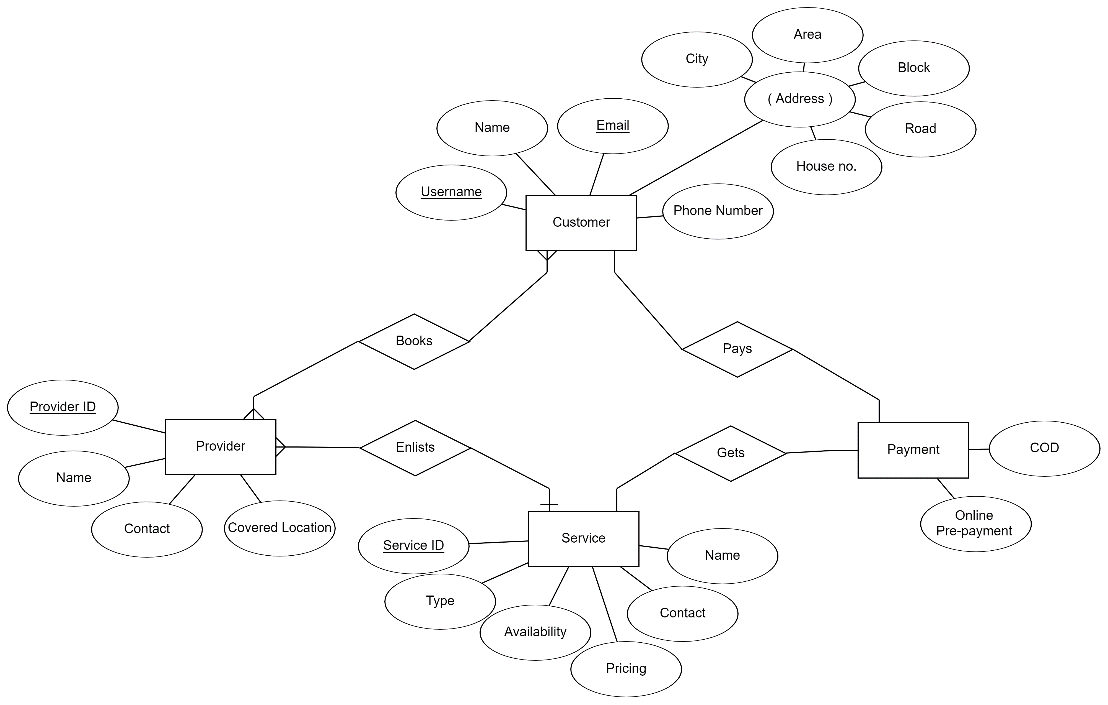 Area
City
Block
( Address )
Name
Email
Road
House no.
Username
Phone Number
Customer
Books
Pays
Provider ID
Provider
Enlists
Gets
Payment
COD
Name
Contact
Covered Location
Online
Pre-payment
Service ID
Service
Name
Type
Contact
Availability
Pricing